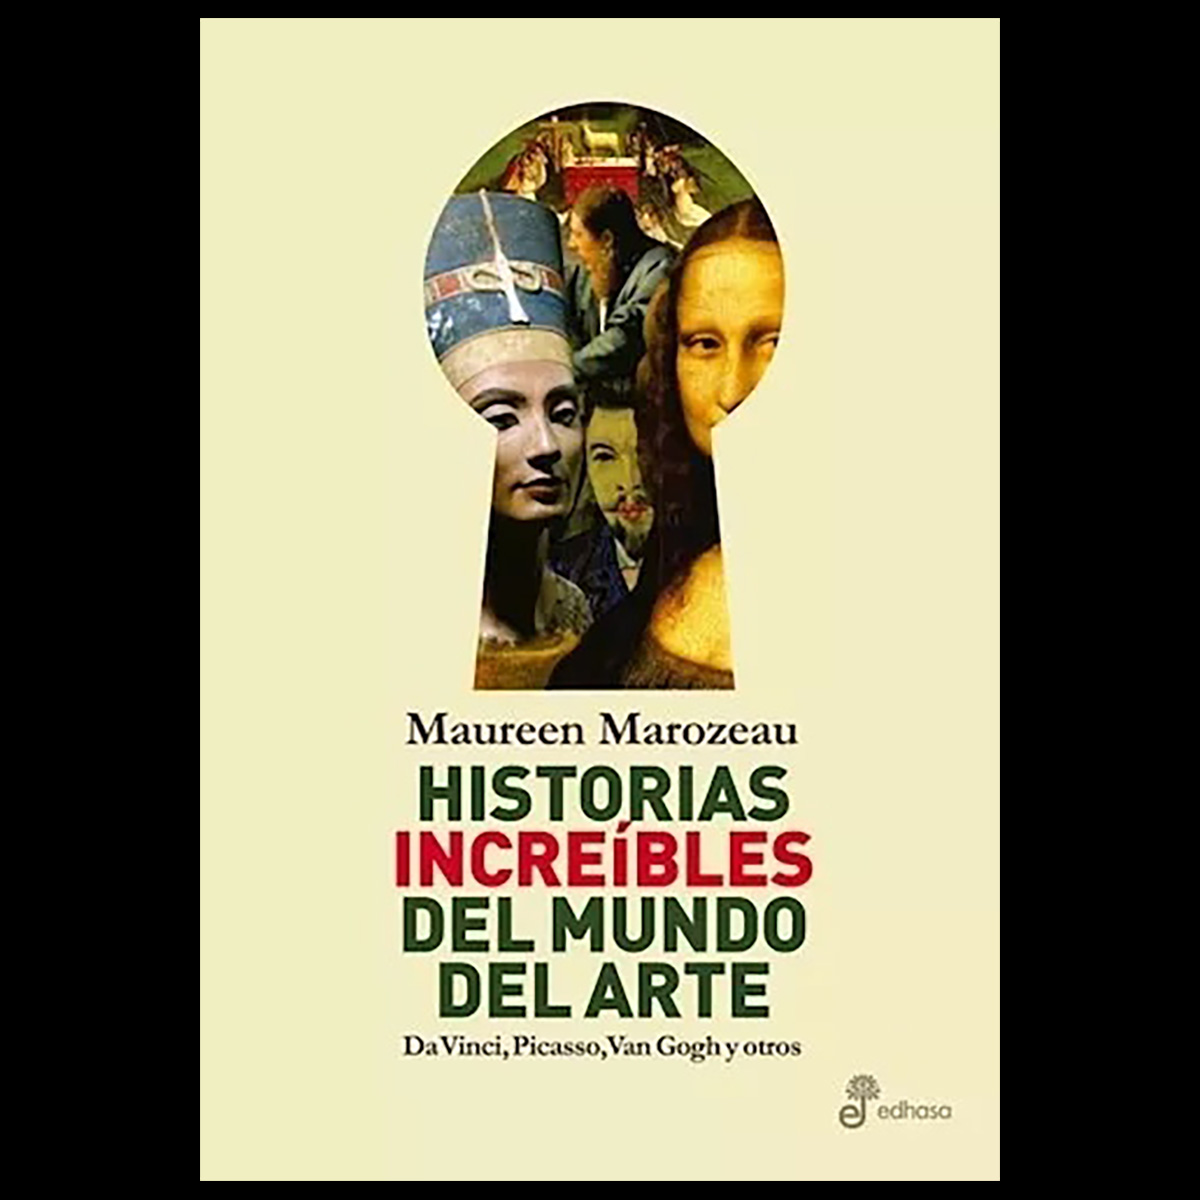 Maureen Marozeau
HISTORIAS
INCREÍBLES
DEL MUNDO
DEL ARTE
Da Vinci, Picasso, Van Gogh y otros
edhasa